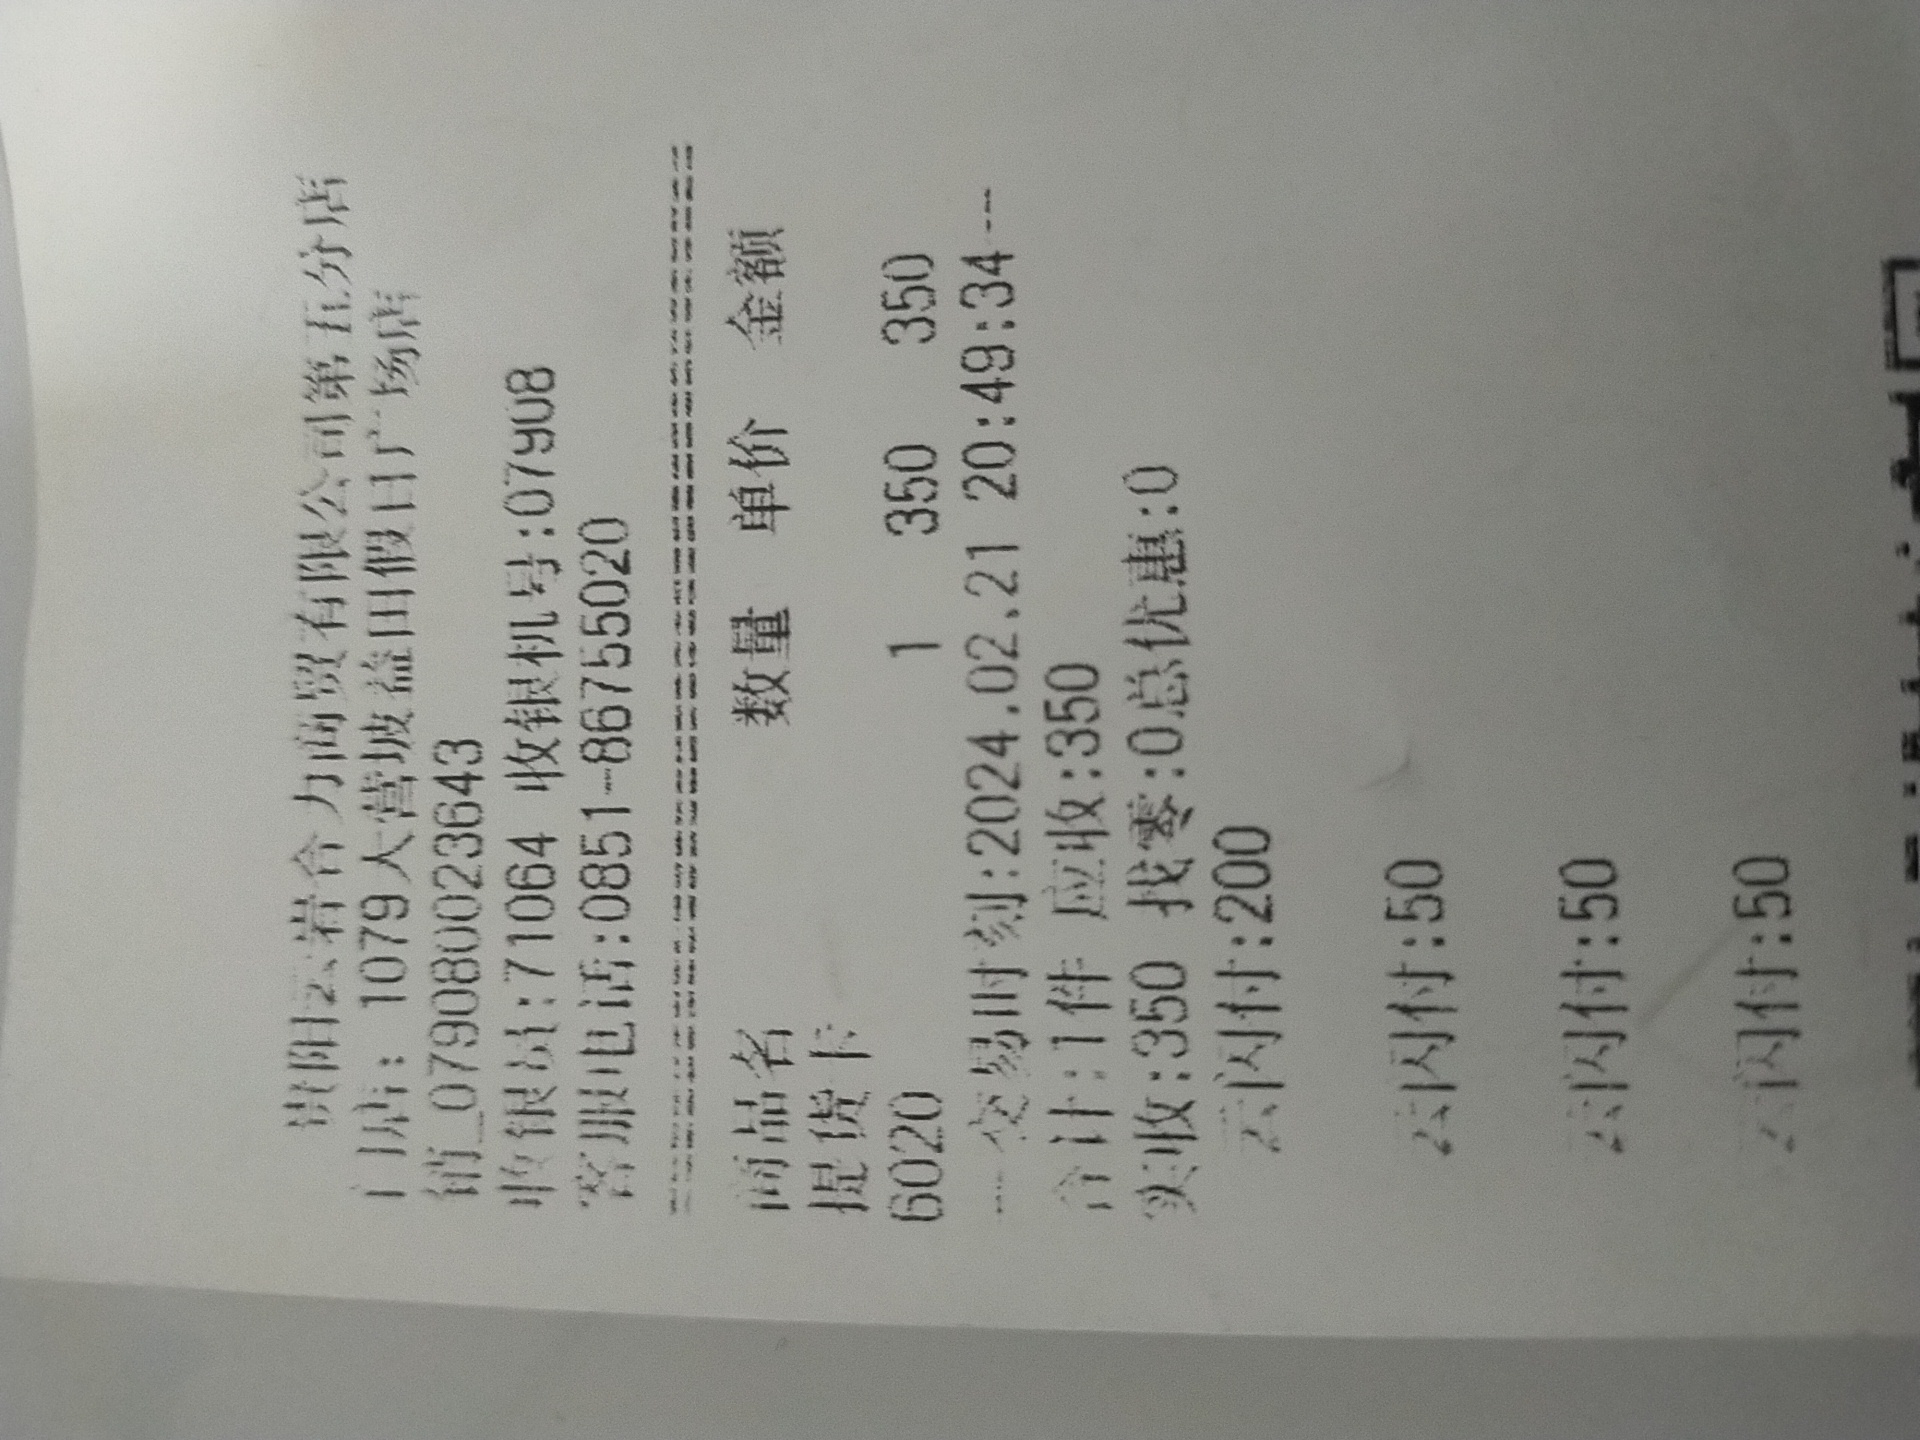 贵阳云岩合力商贸有限公司第五分店
门店: 1079大营坡益田假日广场店
销_07908002 3643
收银员:71064 收银机号:07908
客服电话:0851-86755020
================================
商品名 数量 单价 金额
提货卡
6020 1 350 350
---交易时刻:2024.02.21 20:49:34---
合计:1件 应收:350
实收:350 找零:0总优惠:0
云闪付:200
云闪付:50
云闪付:50
云闪付:50